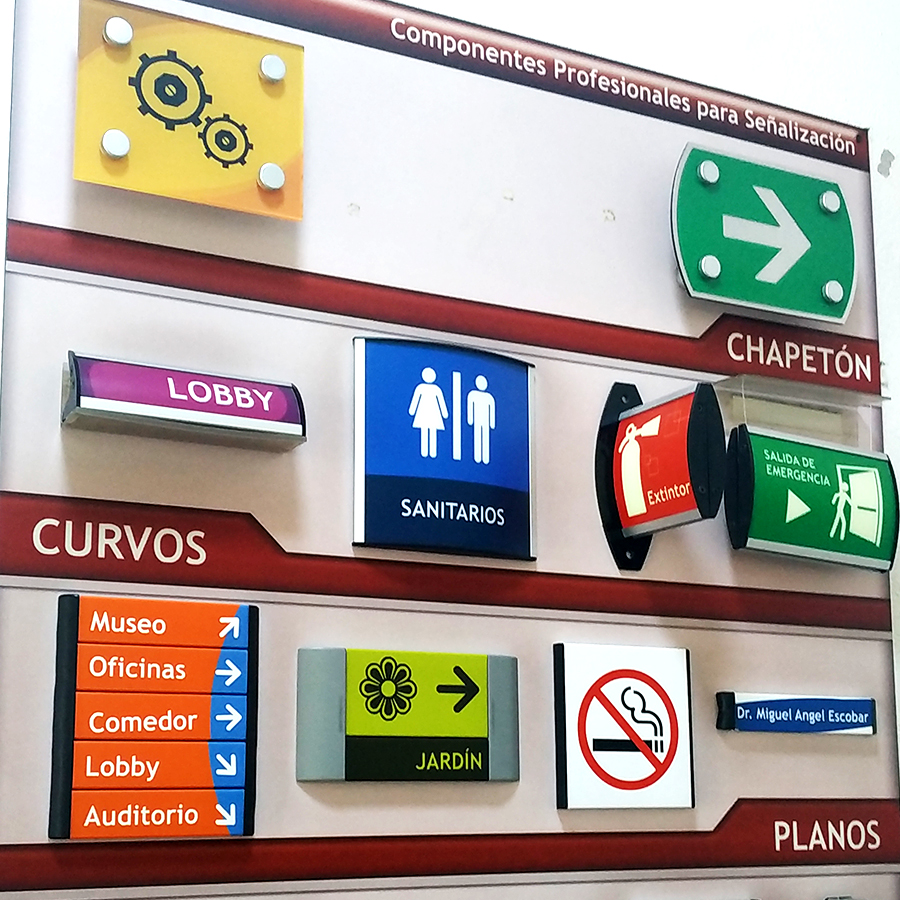 Componentes Profesionales para Señalización
CHAPETÓN
LOBBY
SANITARIOS
Extintor
SALIDA DE
EMERGENCIA
CURVOS
Museo
Oficinas
Comedor
Lobby
Auditorio
JARDÍN
Dr. Miguel Angel Escobar
PLANOS